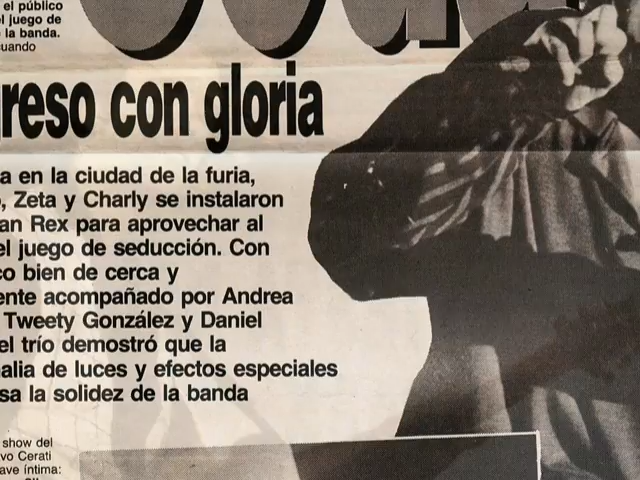 el público
el juego de
la banda.
cuando
greso con gloria
a en la ciudad de la furia,
, Zeta y Charly se instalaron
an Rex para aprovechar al
el juego de seducción. Con
co bien de cerca y
ente acompañado por Andrea
Tweety González y Daniel
el trío demostró que la
alia de luces y efectos especiales
sa la solidez de la banda
show del
vo Cerati
ave íntima: